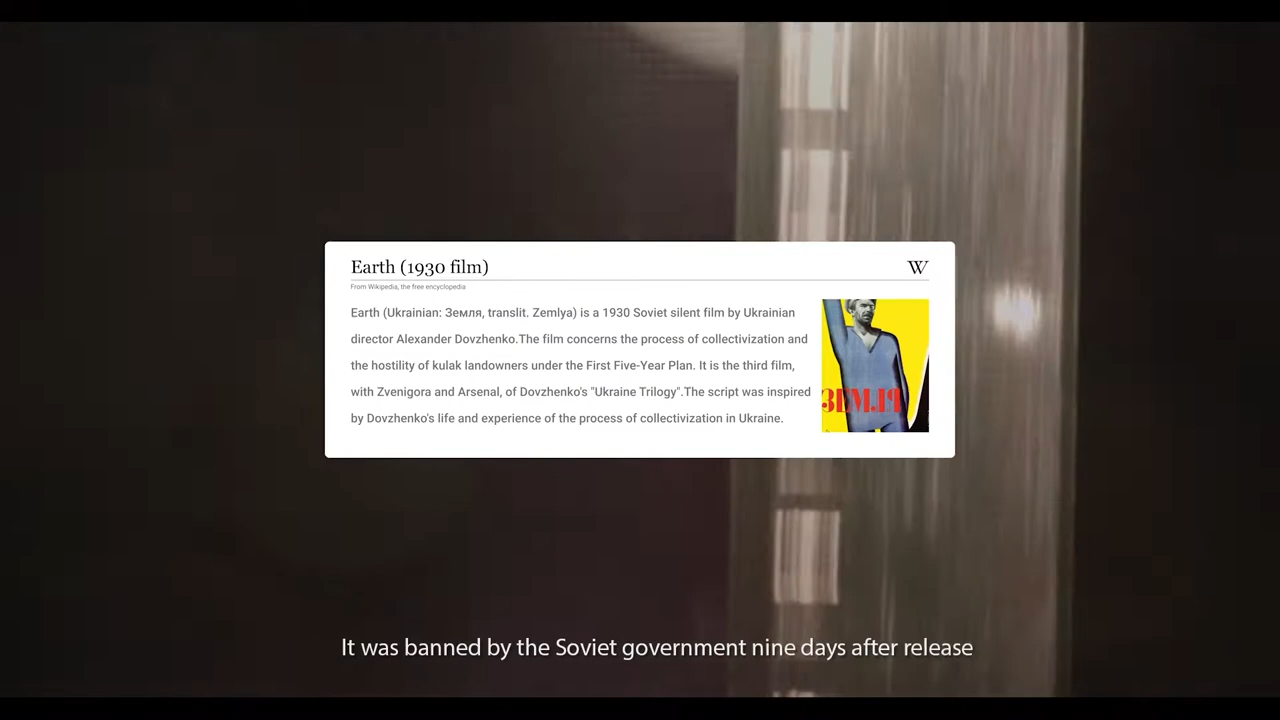 Earth (1930 film)
W
From Wikipedia, the free encyclopedia
Earth (Ukrainian: Земля, translit. Zemlya) is a 1930 Soviet silent film by Ukrainian
director Alexander Dovzhenko.The film concerns the process of collectivization and
the hostility of kulak landowners under the First Five-Year Plan. It is the third film,
with Zvenigora and Arsenal, of Dovzhenko's "Ukraine Trilogy".The script was inspired
by Dovzhenko's life and experience of the process of collectivization in Ukraine.
ЗЕМЛЯ
It was banned by the Soviet government nine days after release